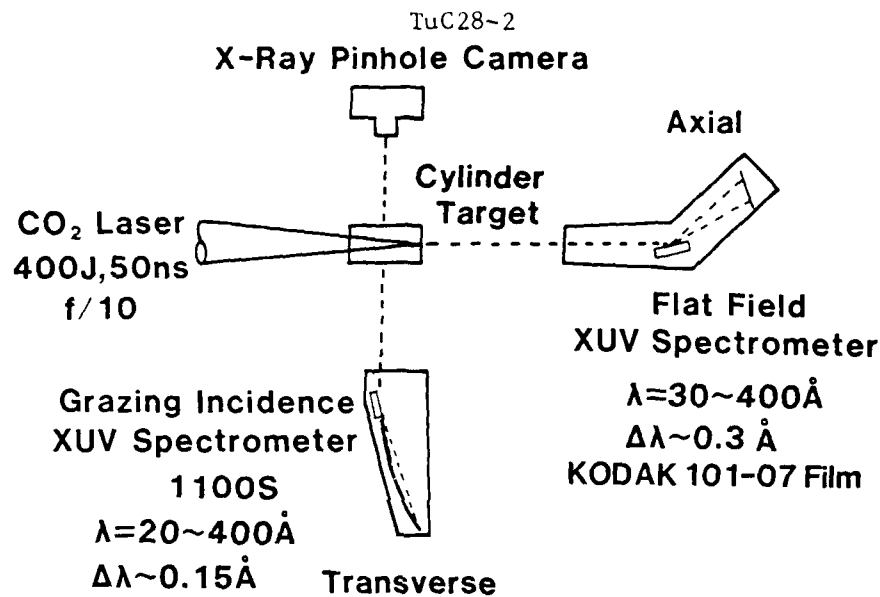 TuC28-2
X-Ray Pinhole Camera
Axial
Cylinder
Target
CO₂ Laser
400J,50ns
f/10
Flat Field
XUV Spectrometer
λ=30~400Å
Δλ~0.3 Å
KODAK 101-07 Film
Grazing Incidence
XUV Spectrometer
1100S
λ=20~400Å
Δλ~0.15Å
Transverse